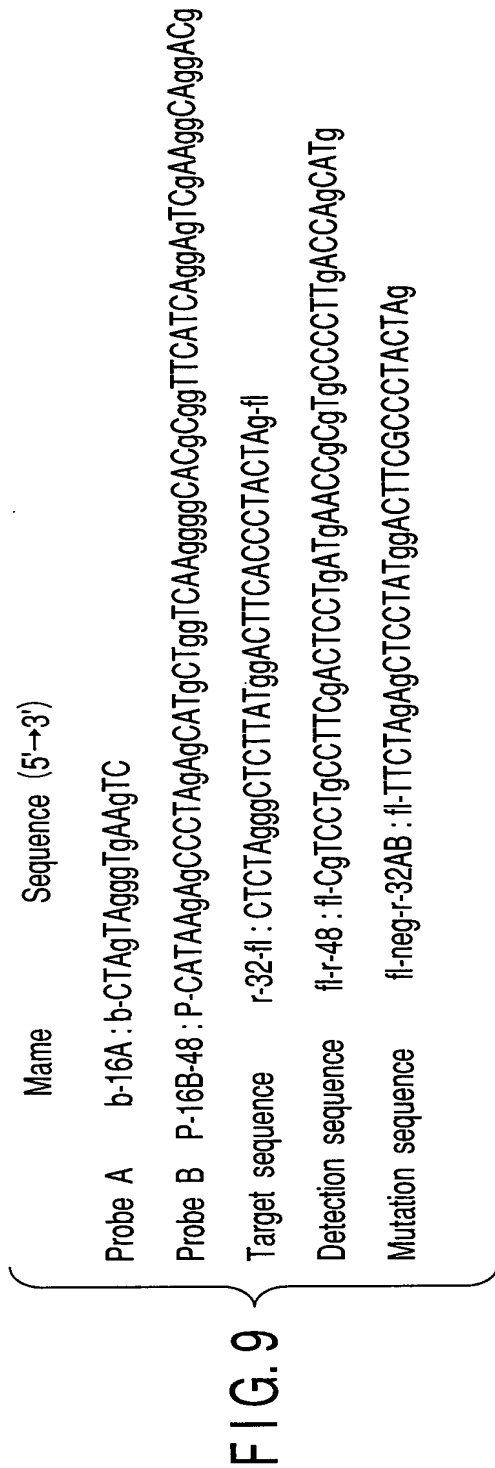 FIG. 9
Mame Sequence (5'→3')
Probe A b-16A : b-CTAgTAgggTgAAgTC
Probe B P-16B-48 : P-CATAAgAgCCCTAgAgCATgCTggTCAAggggCACgCggTTCATCAggAgTCgAAggCAggACg
Target sequence r-32-fl : CTCTAgggCTCTTATggACTTCACCCTACTAg-fl
Detection sequence fl-r-48 : fl-CgTCCTgCCTTCgACTCCTgATgAACCgCgTgCCCCTTgACCAgCATg
Mutation sequence fl-neg-r-32AB : fl-TTCTAgAgCTCCTATggACTTCGCCCTACTAg